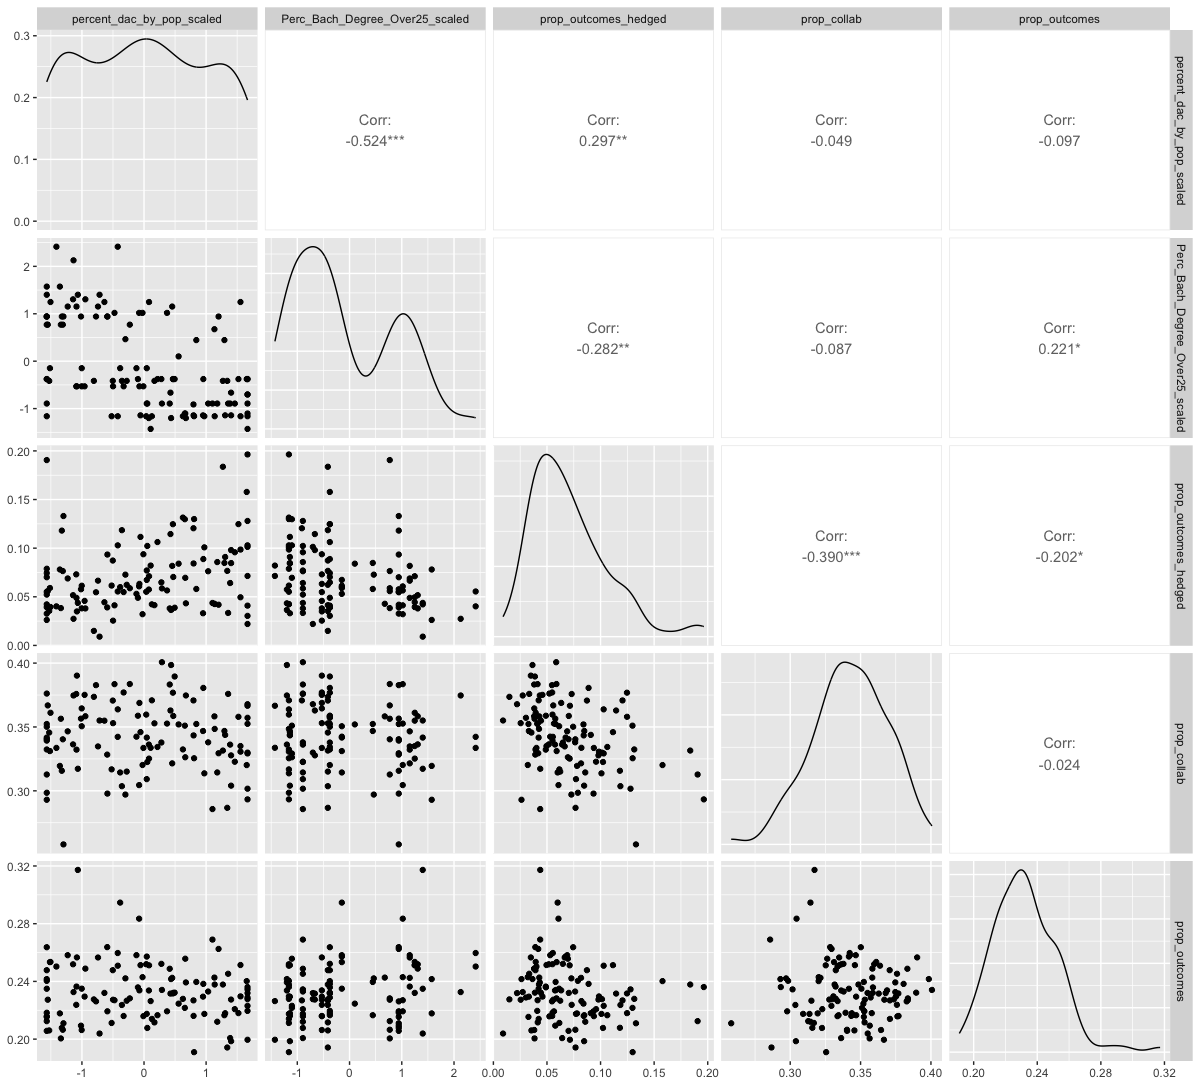 percent_dac_by_pop_scaled
Perc_Bach_Degree_Over25_scaled
prop_outcomes_hedged
prop_collab
prop_outcomes
0.3
0.2
0.1
0.0
Corr:
-0.524***
Corr:
0.297**
Corr:
-0.049
Corr:
-0.097
percent_dac_by_pop_scaled
2
1
0
-1
Corr:
-0.282**
Corr:
-0.087
Corr:
0.221*
Perc_Bach_Degree_Over25_scaled
0.20
0.15
0.10
0.05
0.00
Corr:
-0.390***
Corr:
-0.202*
prop_outcomes_hedged
0.40
0.35
0.30
Corr:
-0.024
prop_collab
0.32
0.28
0.24
0.20
prop_outcomes
-1 0 1
-1 0 1 2
0.00 0.05 0.10 0.15 0.20
0.30 0.35 0.40
0.20 0.24 0.28 0.32